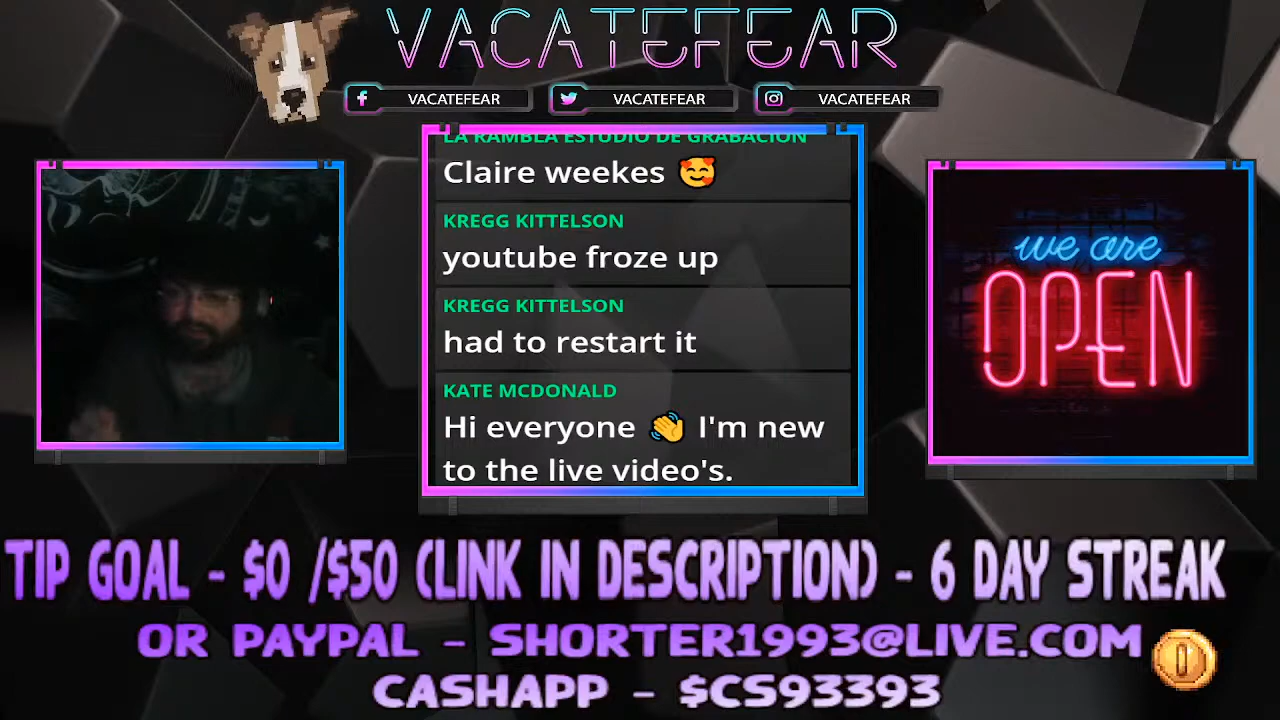 VACATEFEAR
VACATEFEAR VACATEFEAR VACATEFEAR
LA RAMBLA ESTUDIO DE GRABACION
Claire weekes 🥰
KREGG KITTELSON
youtube froze up
KREGG KITTELSON
had to restart it
KATE MCDONALD
Hi everyone 👋 I'm new
to the live video's.
we are
OPEN
TIP GOAL - $0 /$50 (LINK IN DESCRIPTION) - 6 DAY STREAK
OR PAYPAL - SHORTER1993@LIVE.COM
CASHAPP - $CS93393